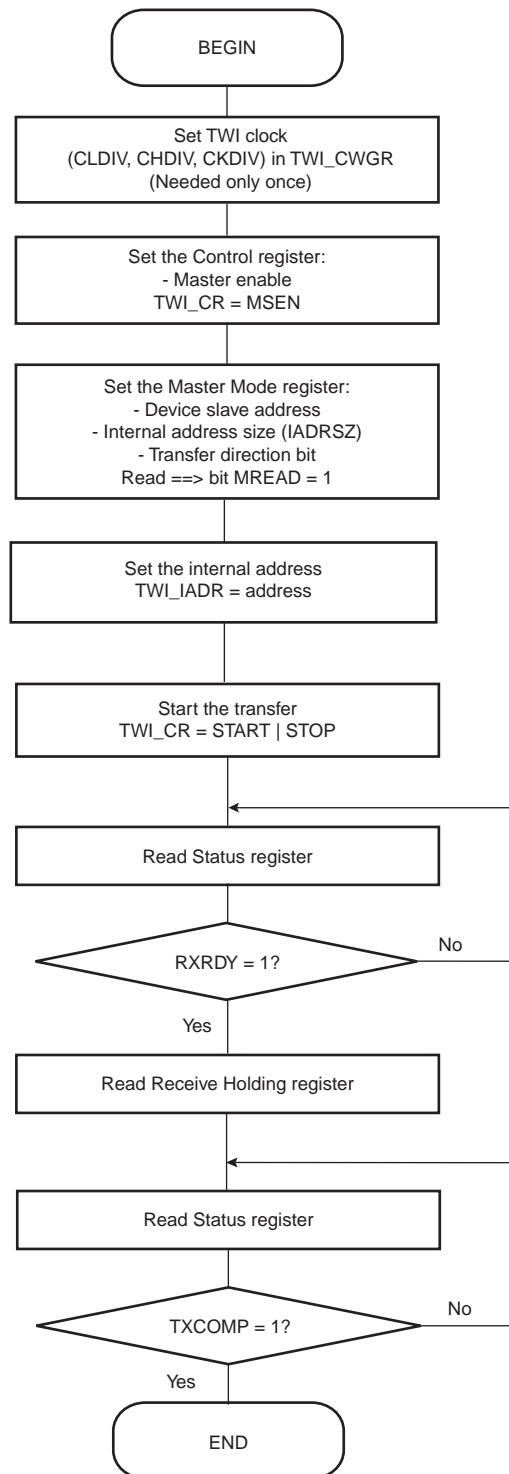 BEGIN
Set TWI clock
(CLDIV, CHDIV, CKDIV) in TWI_CWGR
(Needed only once)
Set the Control register:
- Master enable
TWI_CR = MSEN
Set the Master Mode register:
- Device slave address
- Internal address size (IADRSZ)
- Transfer direction bit
Read ==> bit MREAD = 1
Set the internal address
TWI_IADR = address
Start the transfer
TWI_CR = START | STOP
Read Status register
RXRDY = 1?
No
Yes
Read Receive Holding register
Read Status register
TXCOMP = 1?
No
Yes
END